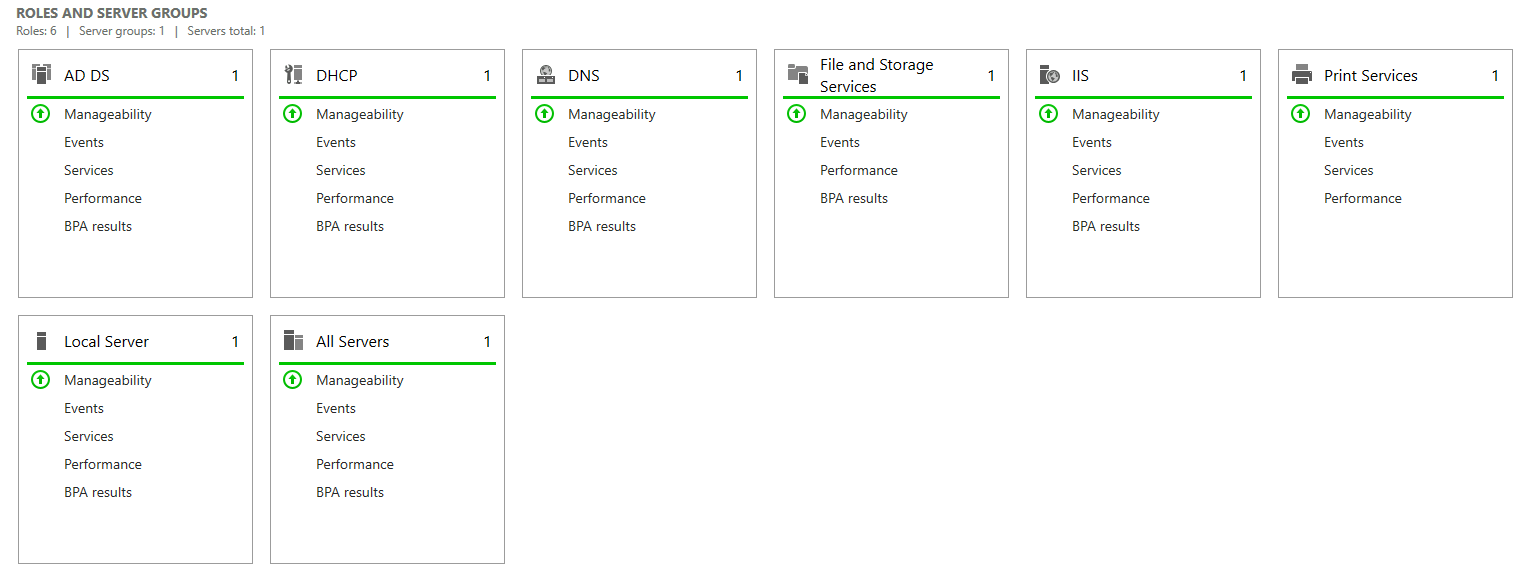 ROLES AND SERVER GROUPS
Roles: 6 | Server groups: 1 | Servers total: 1
AD DS 1
Manageability
Events
Services
Performance
BPA results
DHCP 1
Manageability
Events
Services
Performance
BPA results
DNS 1
Manageability
Events
Services
Performance
BPA results
File and Storage
Services 1
Manageability
Events
Performance
BPA results
IIS 1
Manageability
Events
Services
Performance
BPA results
Print Services 1
Manageability
Events
Services
Performance
Local Server 1
Manageability
Events
Services
Performance
BPA results
All Servers 1
Manageability
Events
Services
Performance
BPA results